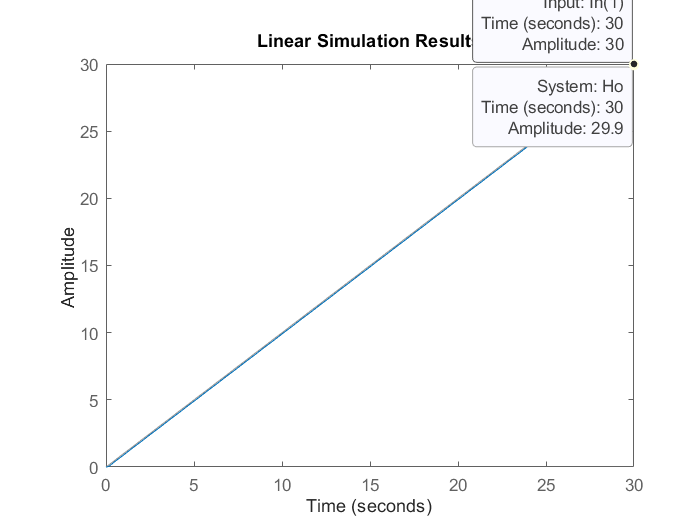 Input: In(1)
Time (seconds): 30
Amplitude: 30
Linear Simulation Result
System: Ho
Time (seconds): 30
Amplitude: 29.9
30
25
20
15
10
5
0
Amplitude
0 5 10 15 20 25 30
Time (seconds)